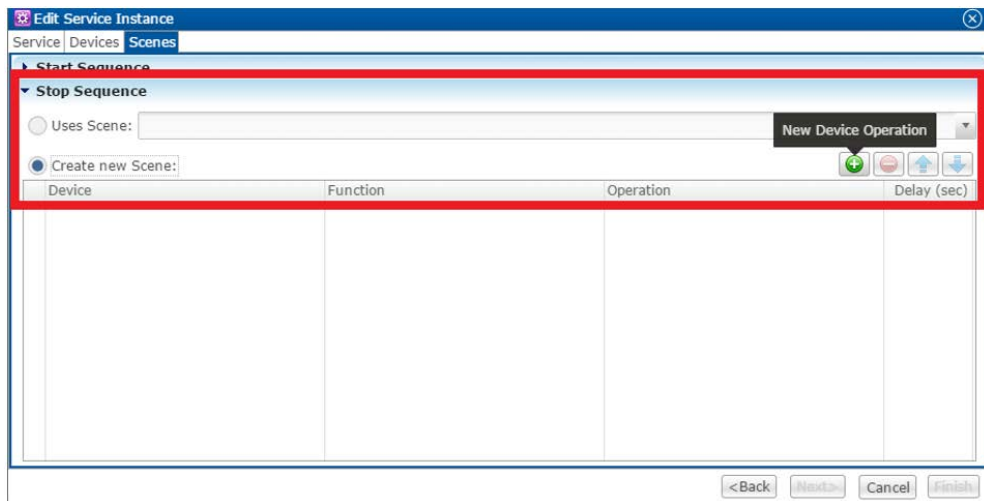 Edit Service Instance
Service Devices Scenes
Start Sequence
Stop Sequence
Uses Scene:
New Device Operation
Create new Scene:
Device Function Operation Delay (sec)
<Back Next> Cancel Finish